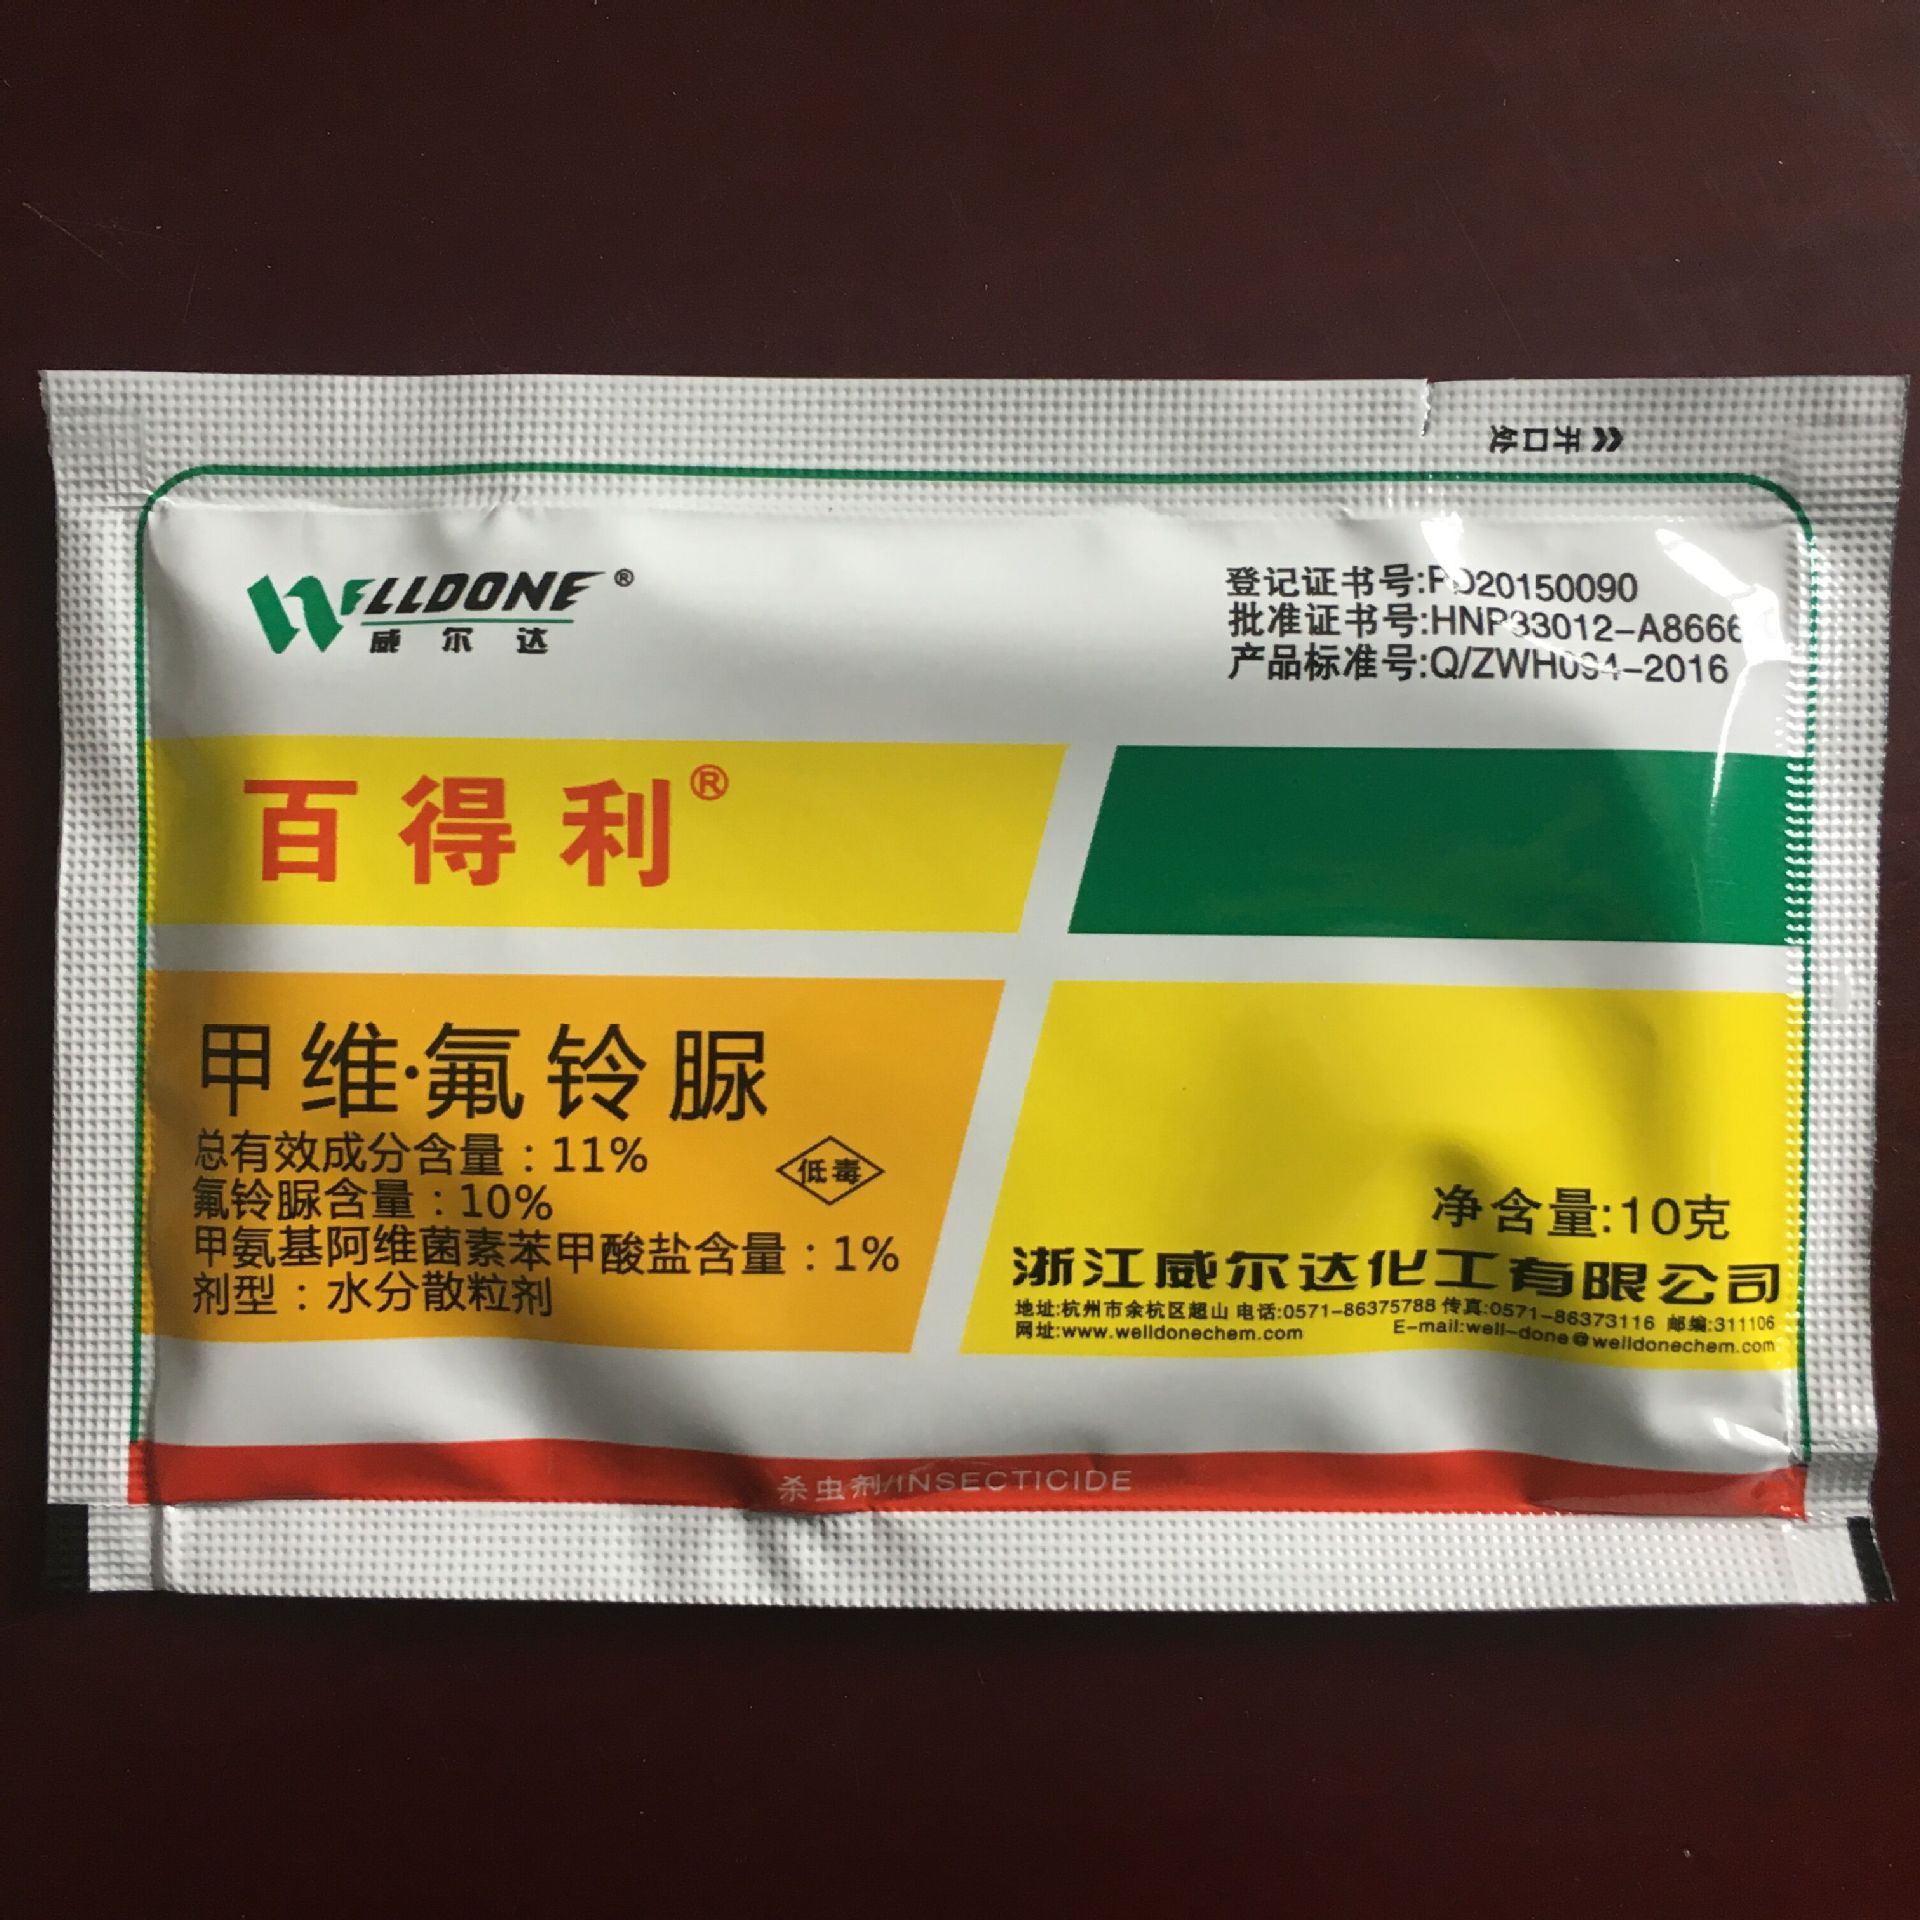 开口处
WELLDONE®
威尔达
登记证书号:PD20150090
批准证书号:HNP33012-A8666
产品标准号:Q/ZWH094-2016
百得利®
甲维·氟铃脲
总有效成分含量:11%
氟铃脲含量:10%
甲氨基阿维菌素苯甲酸盐含量:1%
剂型:水分散粒剂
低毒
净含量:10克
浙江威尔达化工有限公司
地址:杭州市余杭区超山 电话:0571-86375788 传真:0571-86373116 邮编:311106
网址:www.welldonechem.com E-mail:well-done@welldonechem.com
杀虫剂/INSECTICIDE